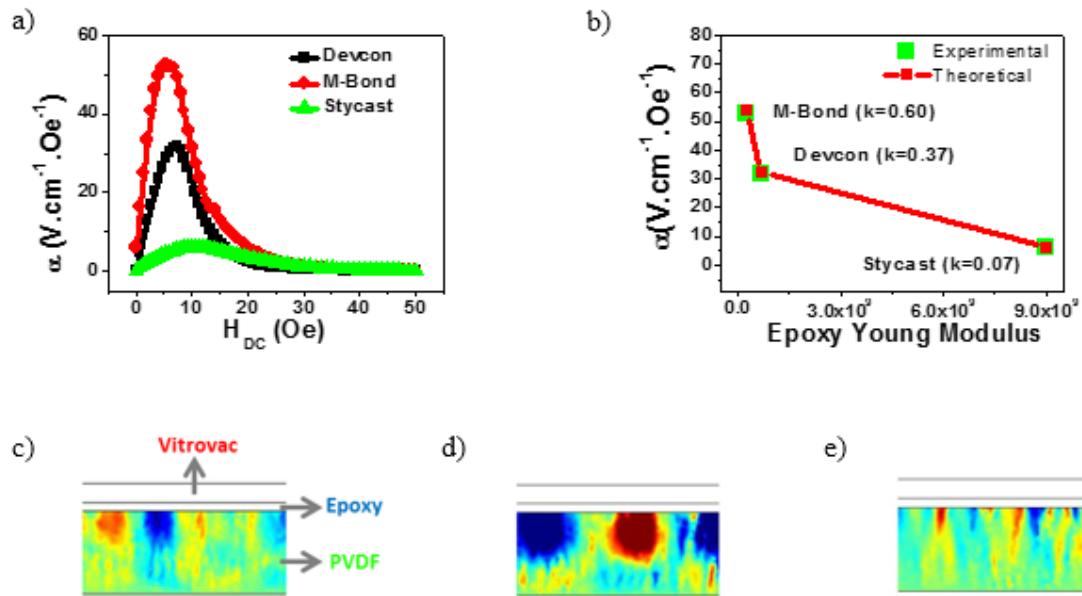 a)
60
40
20
0
α (V.cm⁻¹.Oe⁻¹)
Devcon
M-Bond
Stycast
0 10 20 30 40 50
H_DC (Oe)
b)
80
70
60
50
40
30
20
10
0
α(V.cm⁻¹.Oe⁻¹)
Experimental
Theoretical
M-Bond (k=0.60)
Devcon (k=0.37)
Stycast (k=0.07)
0.0 3.0x10⁹ 6.0x10⁹ 9.0x10⁹
Epoxy Young Modulus
c)
Vitrovac
Epoxy
PVDF
d)
e)